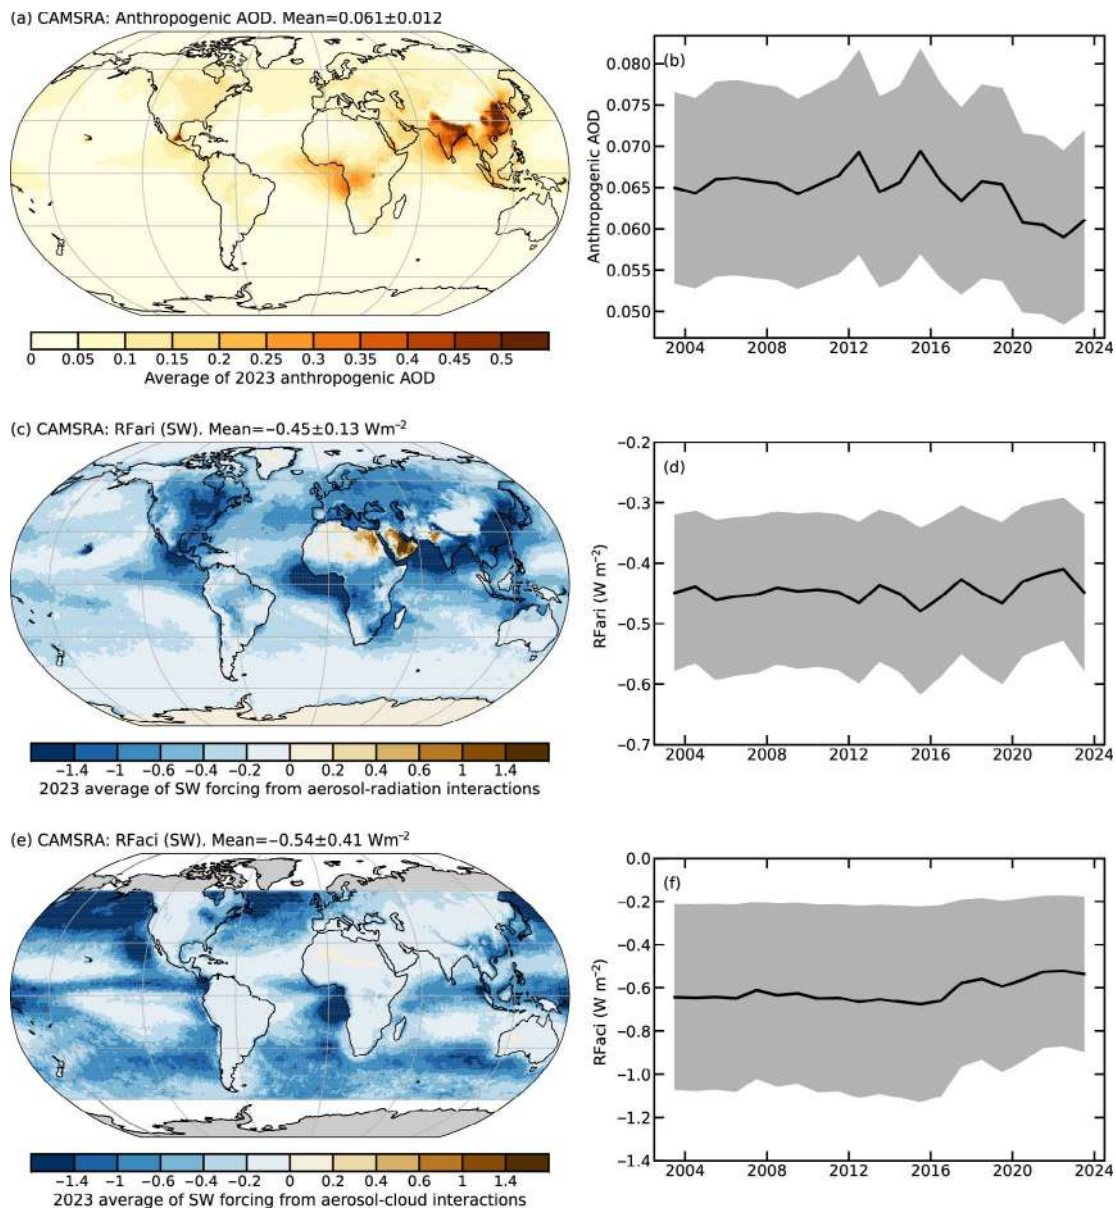 (a) CAMSRA: Anthropogenic AOD. Mean=0.061±0.012
0 0.05 0.1 0.15 0.2 0.25 0.3 0.35 0.4 0.45 0.5
Average of 2023 anthropogenic AOD
(b)
Anthropogenic AOD
0.080
0.075
0.070
0.065
0.060
0.055
0.050
2004 2008 2012 2016 2020 2024
(c) CAMSRA: RFari (SW). Mean=−0.45±0.13 Wm⁻²
−1.4 −1 −0.6 −0.4 −0.2 0 0.2 0.4 0.6 1 1.4
2023 average of SW forcing from aerosol-radiation interactions
(d)
RFari (W m⁻²)
−0.2
−0.3
−0.4
−0.5
−0.6
−0.7
2004 2008 2012 2016 2020 2024
(e) CAMSRA: RFaci (SW). Mean=−0.54±0.41 Wm⁻²
−1.4 −1 −0.6 −0.4 −0.2 0 0.2 0.4 0.6 1 1.4
2023 average of SW forcing from aerosol-cloud interactions
(f)
RFaci (W m⁻²)
0.0
−0.2
−0.4
−0.6
−0.8
−1.0
−1.2
−1.4
2004 2008 2012 2016 2020 2024